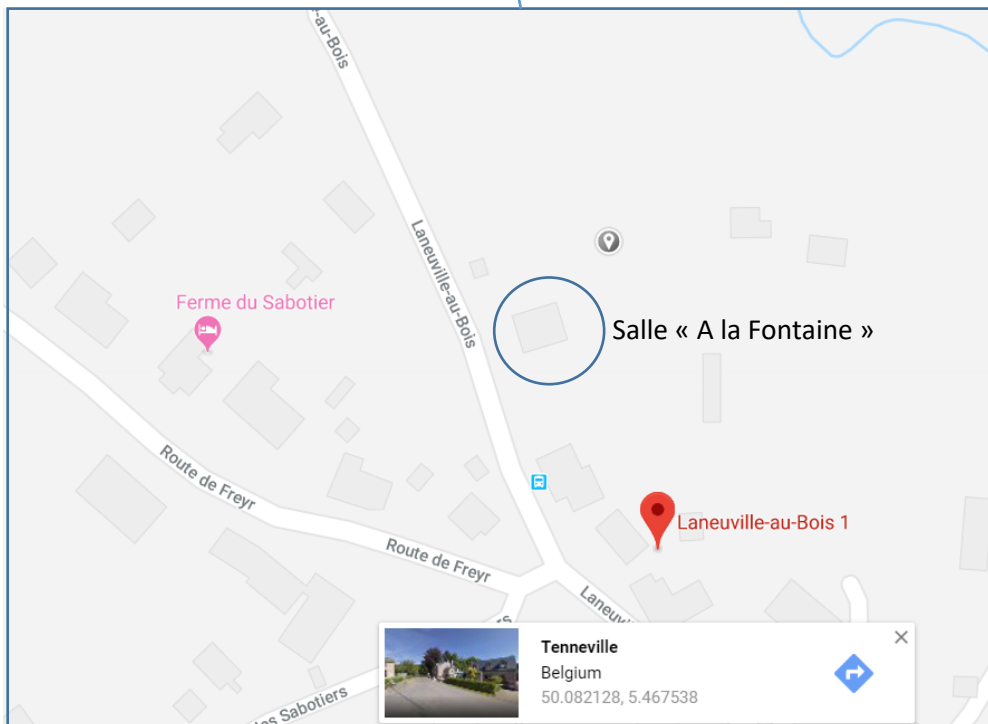 -au-Bois
Laneuville-au-Bois
Ferme du Sabotier
Salle « A la Fontaine »
Route de Freyr
Laneuville-au-Bois 1
Route de Freyr
Tenneville
Belgium
50.082128, 5.467538
Sabotiers